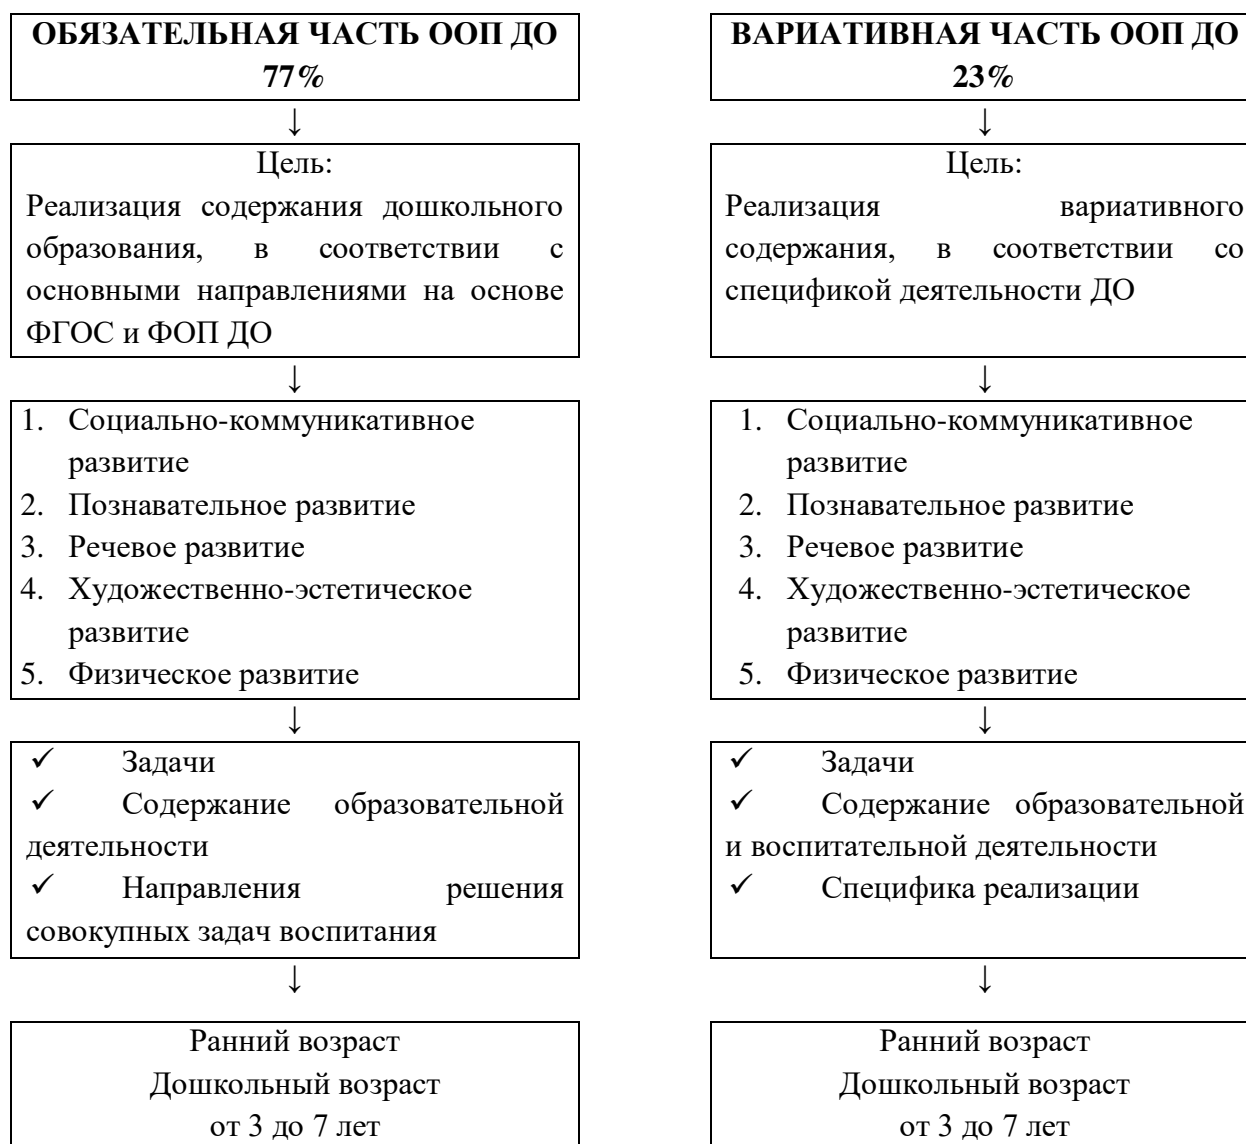 ОБЯЗАТЕЛЬНАЯ ЧАСТЬ ООП ДО
77%
↓
Цель:
Реализация содержания дошкольного
образования, в соответствии с
основными направлениями на основе
ФГОС и ФОП ДО
↓
1. Социально-коммуникативное
развитие
2. Познавательное развитие
3. Речевое развитие
4. Художественно-эстетическое
развитие
5. Физическое развитие
↓
✓ Задачи
✓ Содержание образовательной
деятельности
✓ Направления решения
совокупных задач воспитания
↓
Ранний возраст
Дошкольный возраст
от 3 до 7 лет
ВАРИАТИВНАЯ ЧАСТЬ ООП ДО
23%
↓
Цель:
Реализация вариативного
содержания, в соответствии со
спецификой деятельности ДО
↓
1. Социально-коммуникативное
развитие
2. Познавательное развитие
3. Речевое развитие
4. Художественно-эстетическое
развитие
5. Физическое развитие
↓
✓ Задачи
✓ Содержание образовательной
и воспитательной деятельности
✓ Специфика реализации
↓
Ранний возраст
Дошкольный возраст
от 3 до 7 лет